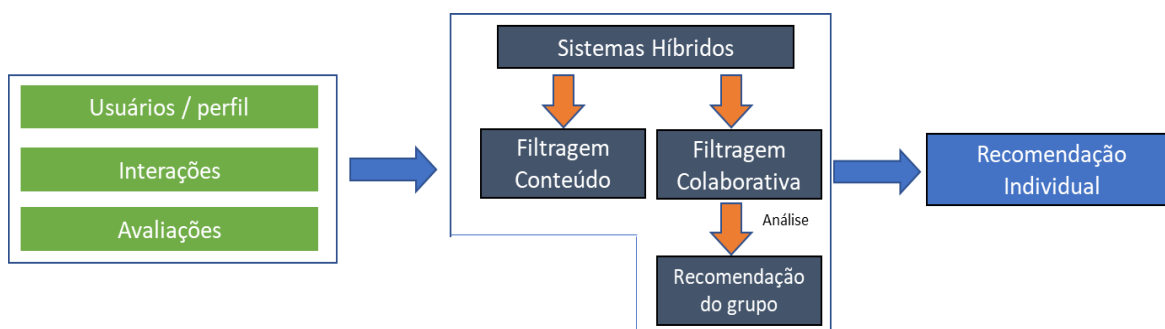 Usuários / perfil
Interações
Avaliações
Sistemas Híbridos
Filtragem
Conteúdo
Filtragem
Colaborativa
Análise
Recomendação
do grupo
Recomendação
Individual